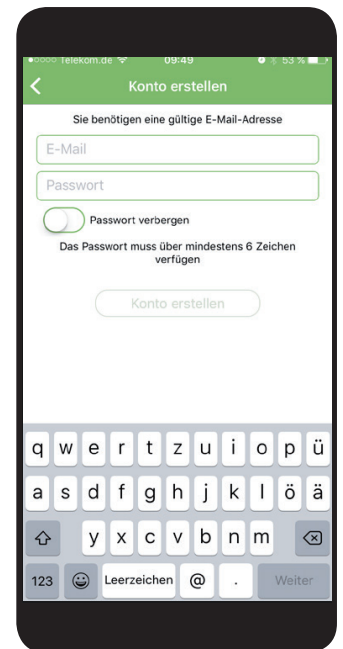 Telekom.de 09:49 53 %
Konto erstellen
Sie benötigen eine gültige E-Mail-Adresse
E-Mail
Passwort
Passwort verbergen
Das Passwort muss über mindestens 6 Zeichen
verfügen
Konto erstellen
q w e r t z u i o p ü
a s d f g h j k l ö ä
y x c v b n m
123 Leerzeichen @ . Weiter